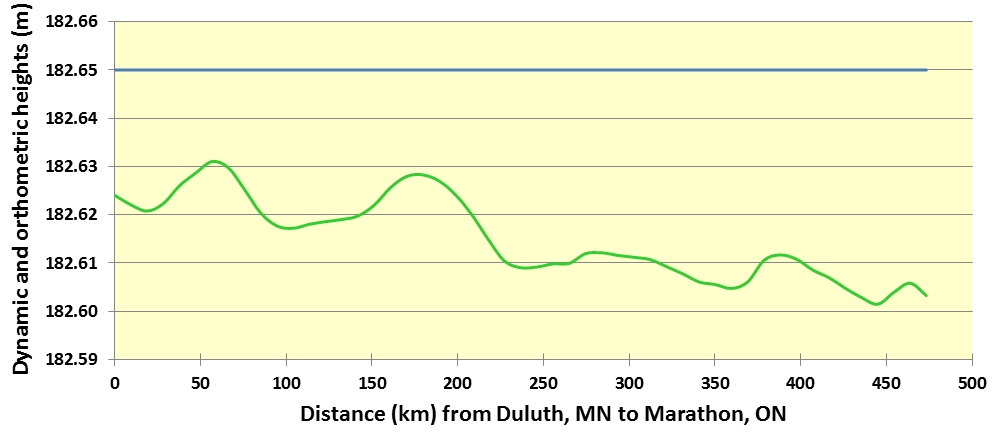 Dynamic and orthometric heights (m)
182.66
182.65
182.64
182.63
182.62
182.61
182.60
182.59
0 50 100 150 200 250 300 350 400 450 500
Distance (km) from Duluth, MN to Marathon, ON